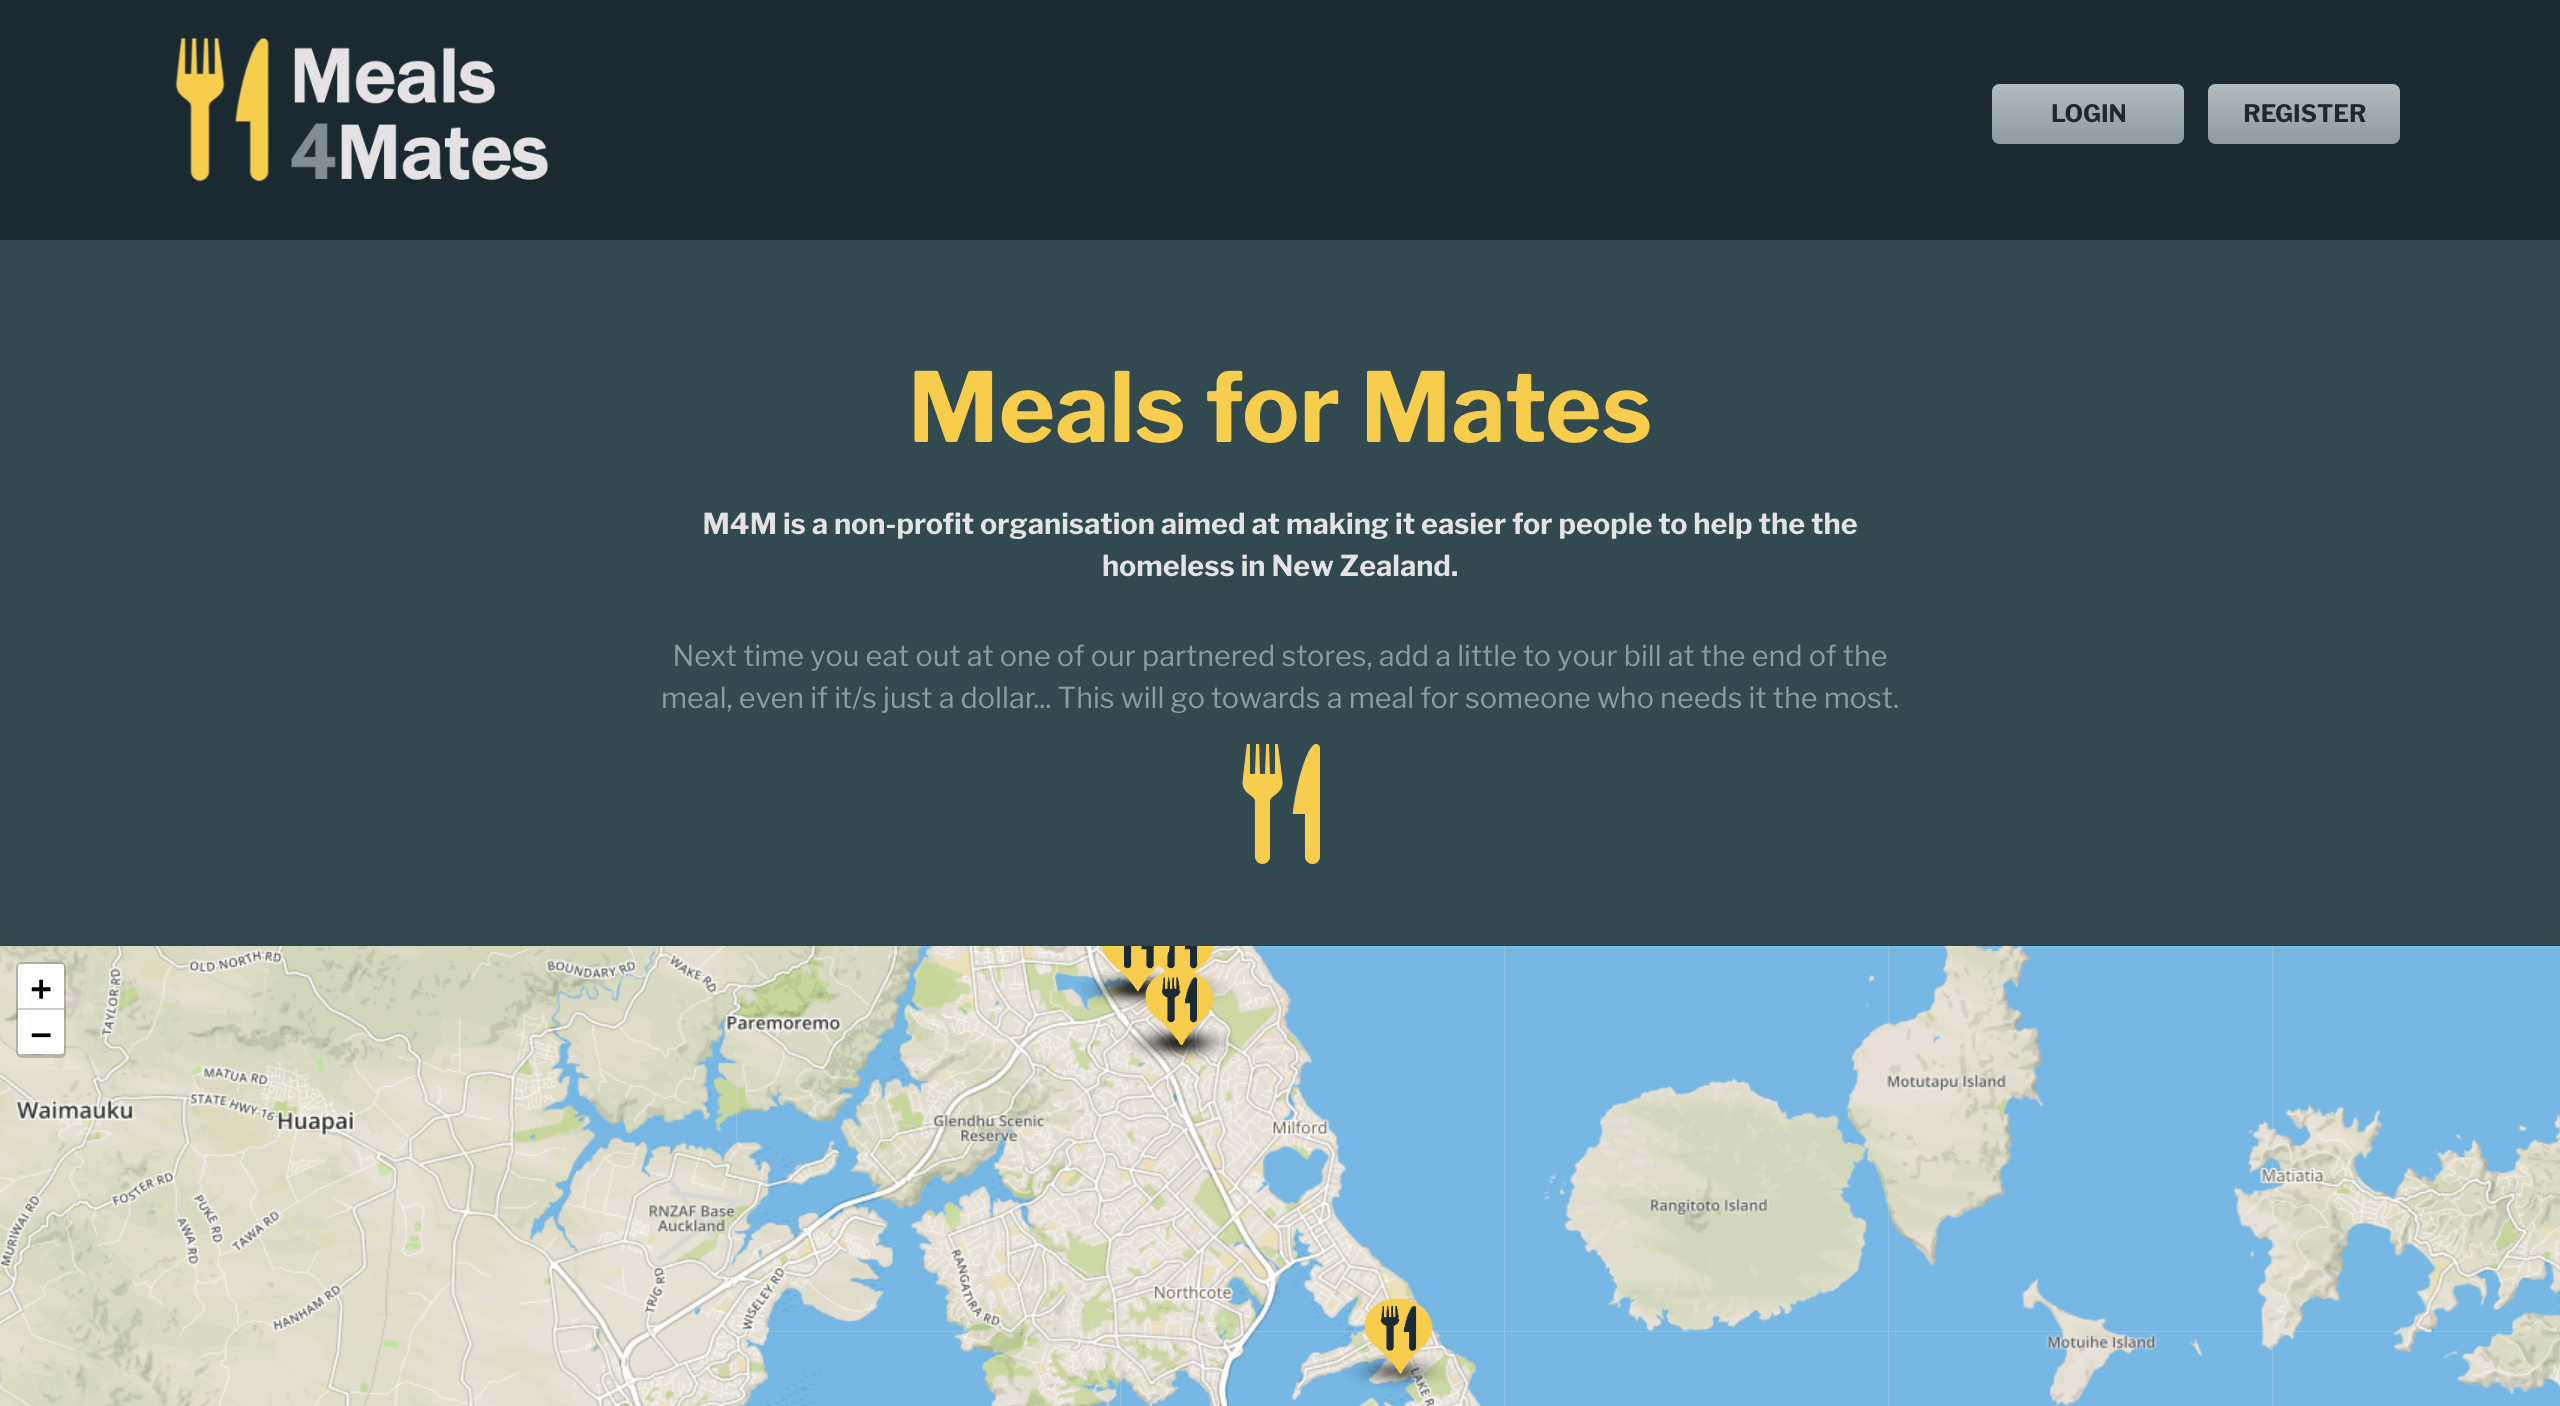 Meals
4Mates
LOGIN
REGISTER
Meals for Mates
M4M is a non-profit organisation aimed at making it easier for people to help the the
homeless in New Zealand.
Next time you eat out at one of our partnered stores, add a little to your bill at the end of the
meal, even if it/s just a dollar... This will go towards a meal for someone who needs it the most.
+
−
TAYLOR RD
OLD NORTH RD
BOUNDARY RD
WAKE RD
Paremoremo
MATUA RD
STATE HWY-16
Waimauku
Huapai
Glendhu Scenic
Reserve
Milford
Motutapu Island
Matiatia
FOSTER RD
PUKE RD
AWA RD
TAWA RD
MURIWAI RD
RNZAF Base
Auckland
Rangitoto Island
HANHAM RD
TRIG RD
WISELEY RD
RANGATIRA RD
Northcote
Motuihe Island
LAKE R